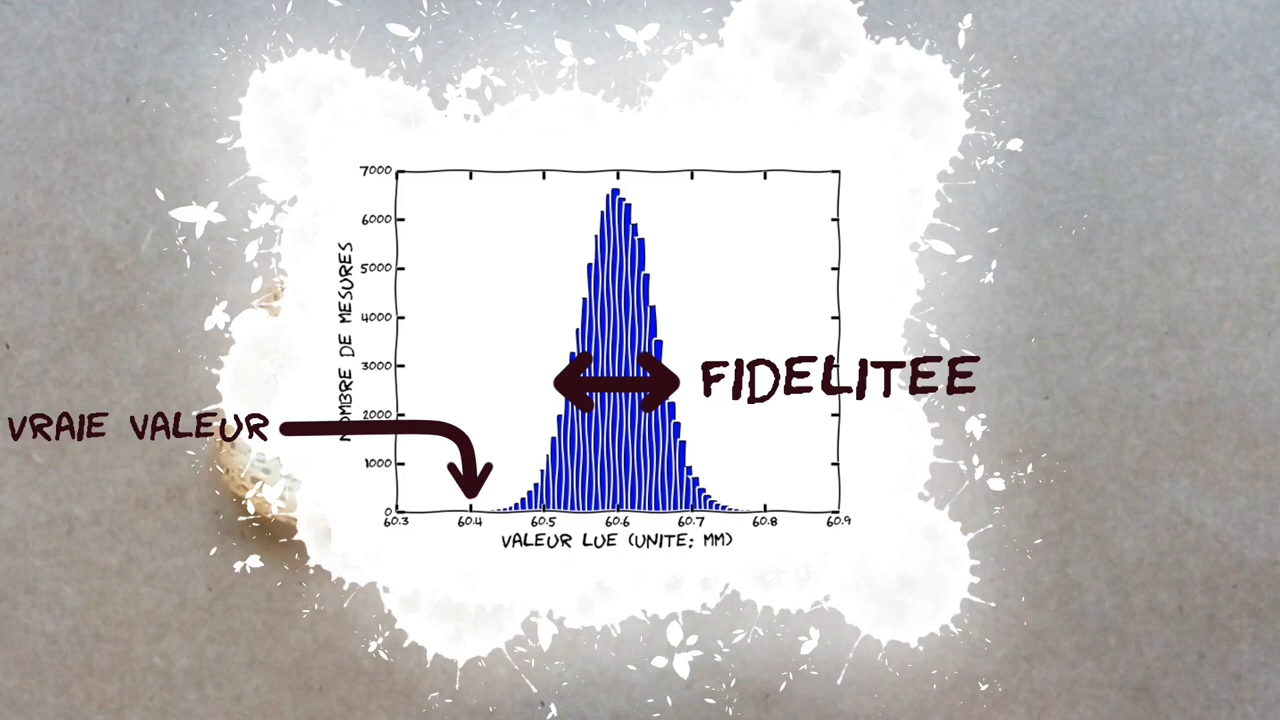 7000
6000
5000
4000
3000
2000
1000
0
NOMBRE DE MESURES
FIDELITEE
VRAIE VALEUR
60.3 60.4 60.5 60.6 60.7 60.8 60.9
VALEUR LUE (UNITE: MM)